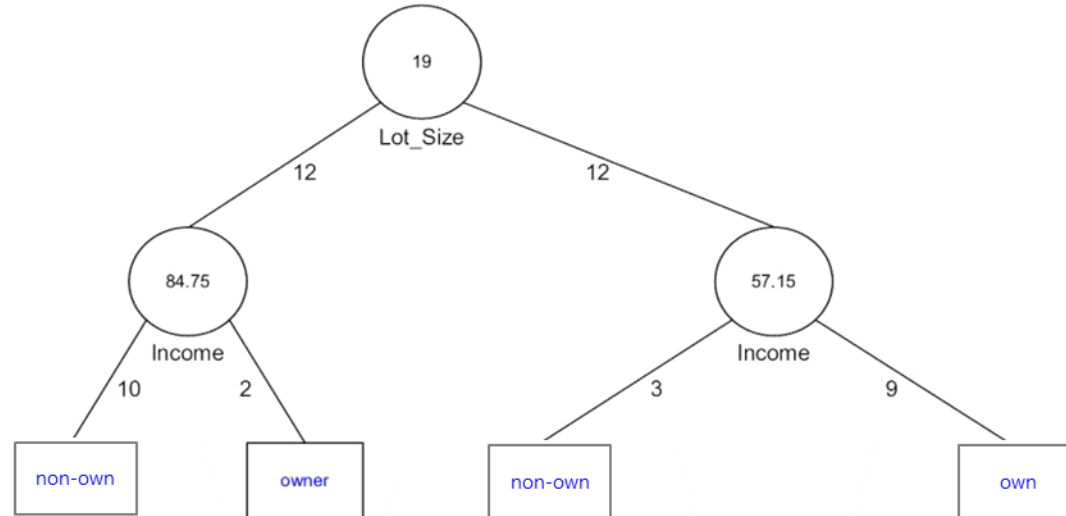 19
Lot_Size
12
12
84.75
57.15
Income
Income
10
2
3
9
non-own
owner
non-own
own